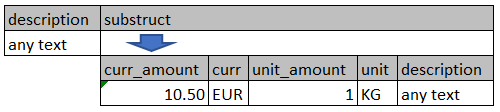 description substruct
any text
curr_amount curr unit_amount unit description
10.50 EUR 1 KG any text